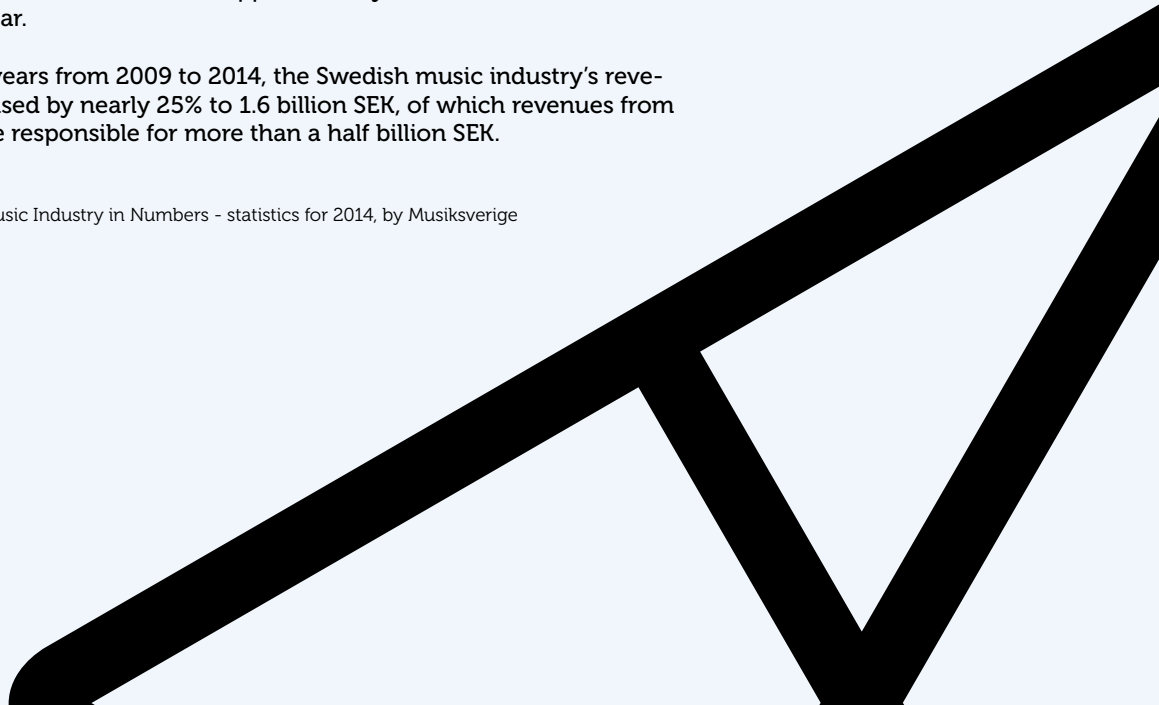 ar.
years from 2009 to 2014, the Swedish music industry’s reve-
sed by nearly 25% to 1.6 billion SEK, of which revenues from
e responsible for more than a half billion SEK.
usic Industry in Numbers - statistics for 2014, by Musiksverige